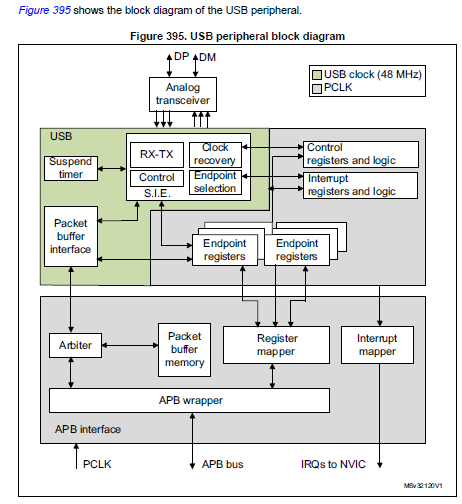 Figure 395 shows the block diagram of the USB peripheral.
Figure 395. USB peripheral block diagram
DP DM
Analog
transceiver
USB clock (48 MHz)
PCLK
USB
Suspend
timer
RX-TX
Clock
recovery
Control
Endpoint
selection
S.I.E.
Control
registers and logic
Interrupt
registers and logic
Packet
buffer
interface
Endpoint
registers
Endpoint
registers
Arbiter
Packet
buffer
memory
Register
mapper
Interrupt
mapper
APB wrapper
APB interface
PCLK
APB bus
IRQs to NVIC
MSv32120V1